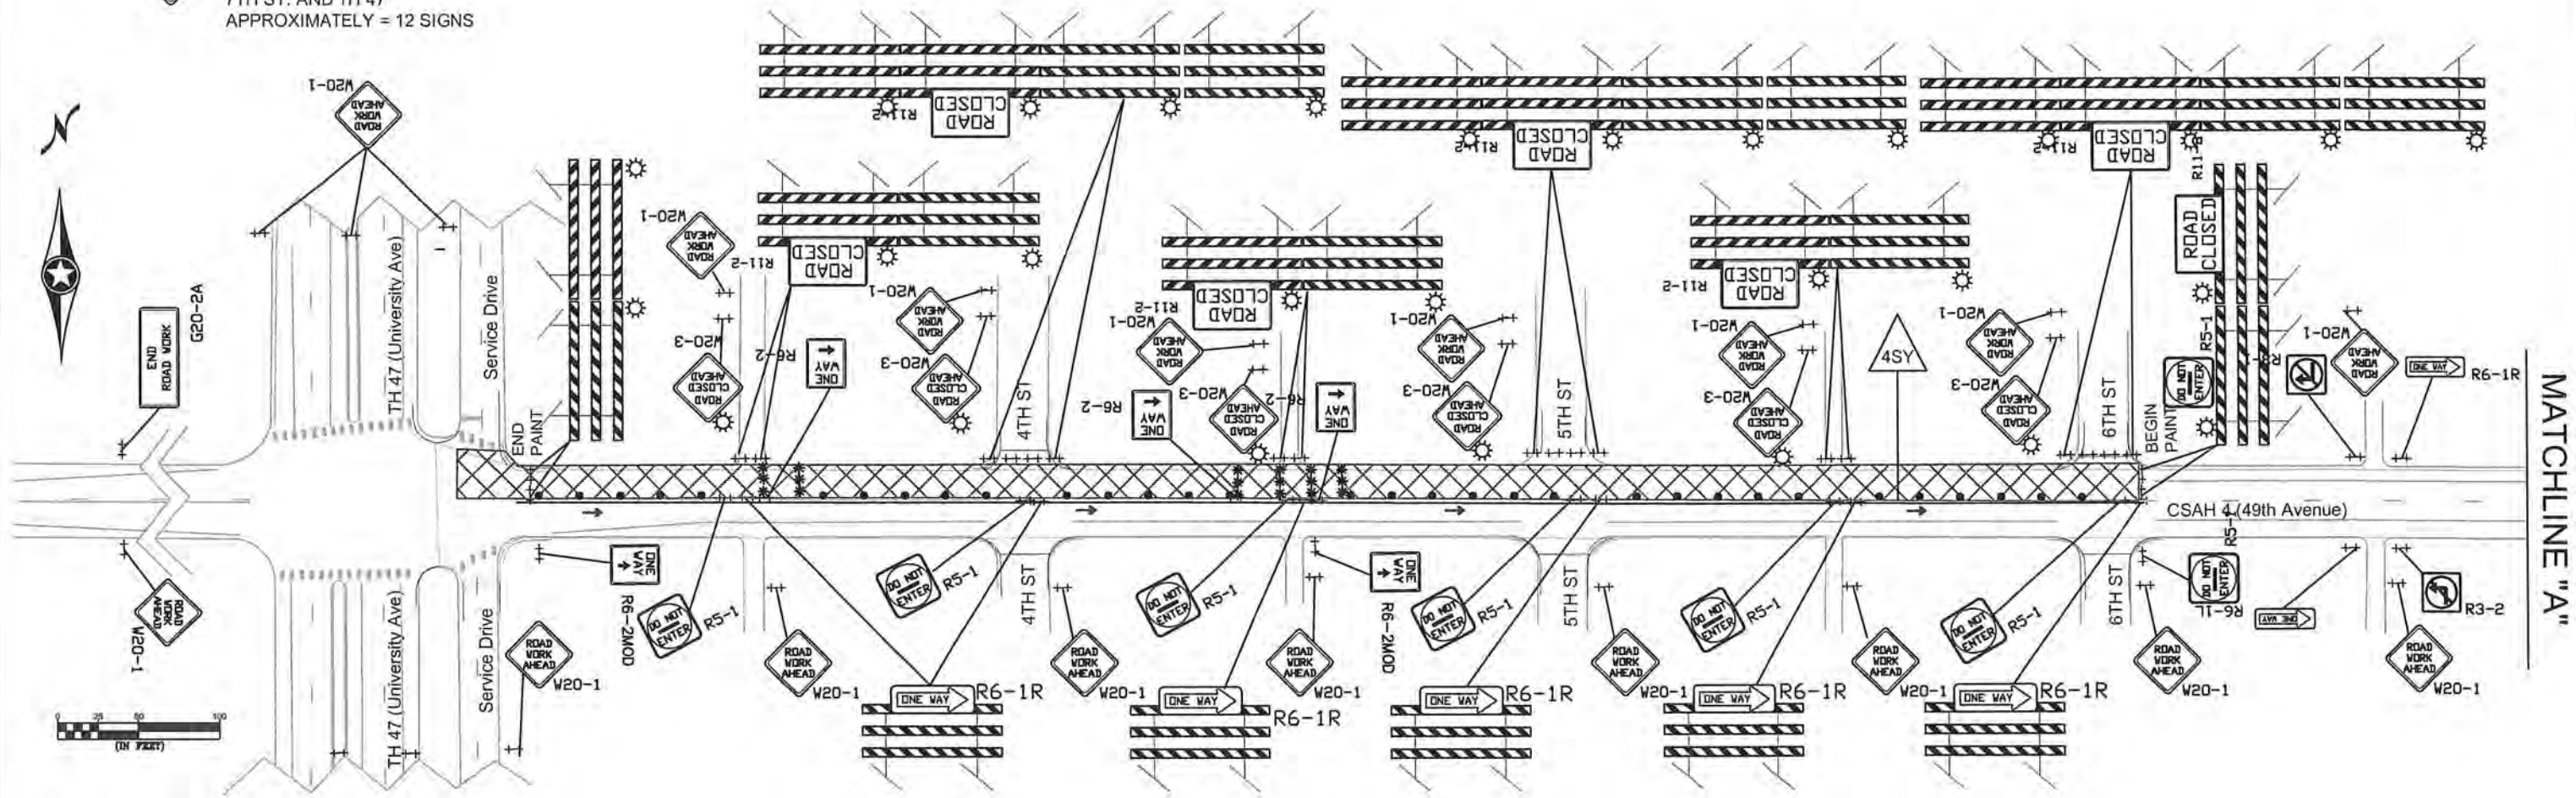 7TH ST. AND TH 47
APPROXIMATELY = 12 SIGNS
N
W20-1
ROAD
WORK
AHEAD
G20-2A
END
ROAD WORK
TH 47 (University Ave)
Service Drive
END
PAINT
W20-1
ROAD
WORK
AHEAD
W20-3
ROAD
CLOSED
AHEAD
R11-2
ROAD
CLOSED
R6-2
ONE
WAY
R11-2
ROAD
CLOSED
W20-1
ROAD
WORK
AHEAD
W20-3
ROAD
CLOSED
AHEAD
4TH ST
R11-2
ROAD
CLOSED
W20-1
ROAD
WORK
AHEAD
R6-2
ONE
WAY
W20-3
ROAD
CLOSED
AHEAD
R6-2
ONE
WAY
R11-2
ROAD
CLOSED
W20-1
ROAD
WORK
AHEAD
W20-3
ROAD
CLOSED
AHEAD
5TH ST
R11-2
ROAD
CLOSED
W20-1
ROAD
WORK
AHEAD
W20-3
ROAD
CLOSED
AHEAD
4SY
R11-2
ROAD
CLOSED
W20-1
ROAD
WORK
AHEAD
W20-3
ROAD
CLOSED
AHEAD
6TH ST
BEGIN
PAINT
ROAD
CLOSED
R5-1
DO NOT
ENTER
W20-1
ROAD
WORK
AHEAD
ONE WAY
R6-1R
MATCHLINE "A"
CSAH 4 (49th Avenue)
ROAD
WORK
AHEAD
W20-1
TH 47 (University Ave)
Service Drive
ROAD
WORK
AHEAD
W20-1
ONE
WAY
R6-2MOD
DO NOT
ENTER
R5-1
ROAD
WORK
AHEAD
W20-1
DO NOT
ENTER
R5-1
ONE WAY
R6-1R
4TH ST
ROAD
WORK
AHEAD
W20-1
DO NOT
ENTER
R5-1
ONE WAY
R6-1R
ROAD
WORK
AHEAD
W20-1
ONE
WAY
R6-2MOD
DO NOT
ENTER
R5-1
ONE WAY
R6-1R
5TH ST
ROAD
WORK
AHEAD
W20-1
DO NOT
ENTER
R5-1
ONE WAY
R6-1R
ROAD
WORK
AHEAD
W20-1
DO NOT
ENTER
R5-1
ONE WAY
R6-1R
6TH ST
ROAD
WORK
AHEAD
W20-1
DO NOT
ENTER
R6-1L
ONE WAY
R3-2
ROAD
WORK
AHEAD
W20-1
0 25 50 100
(IN FEET)